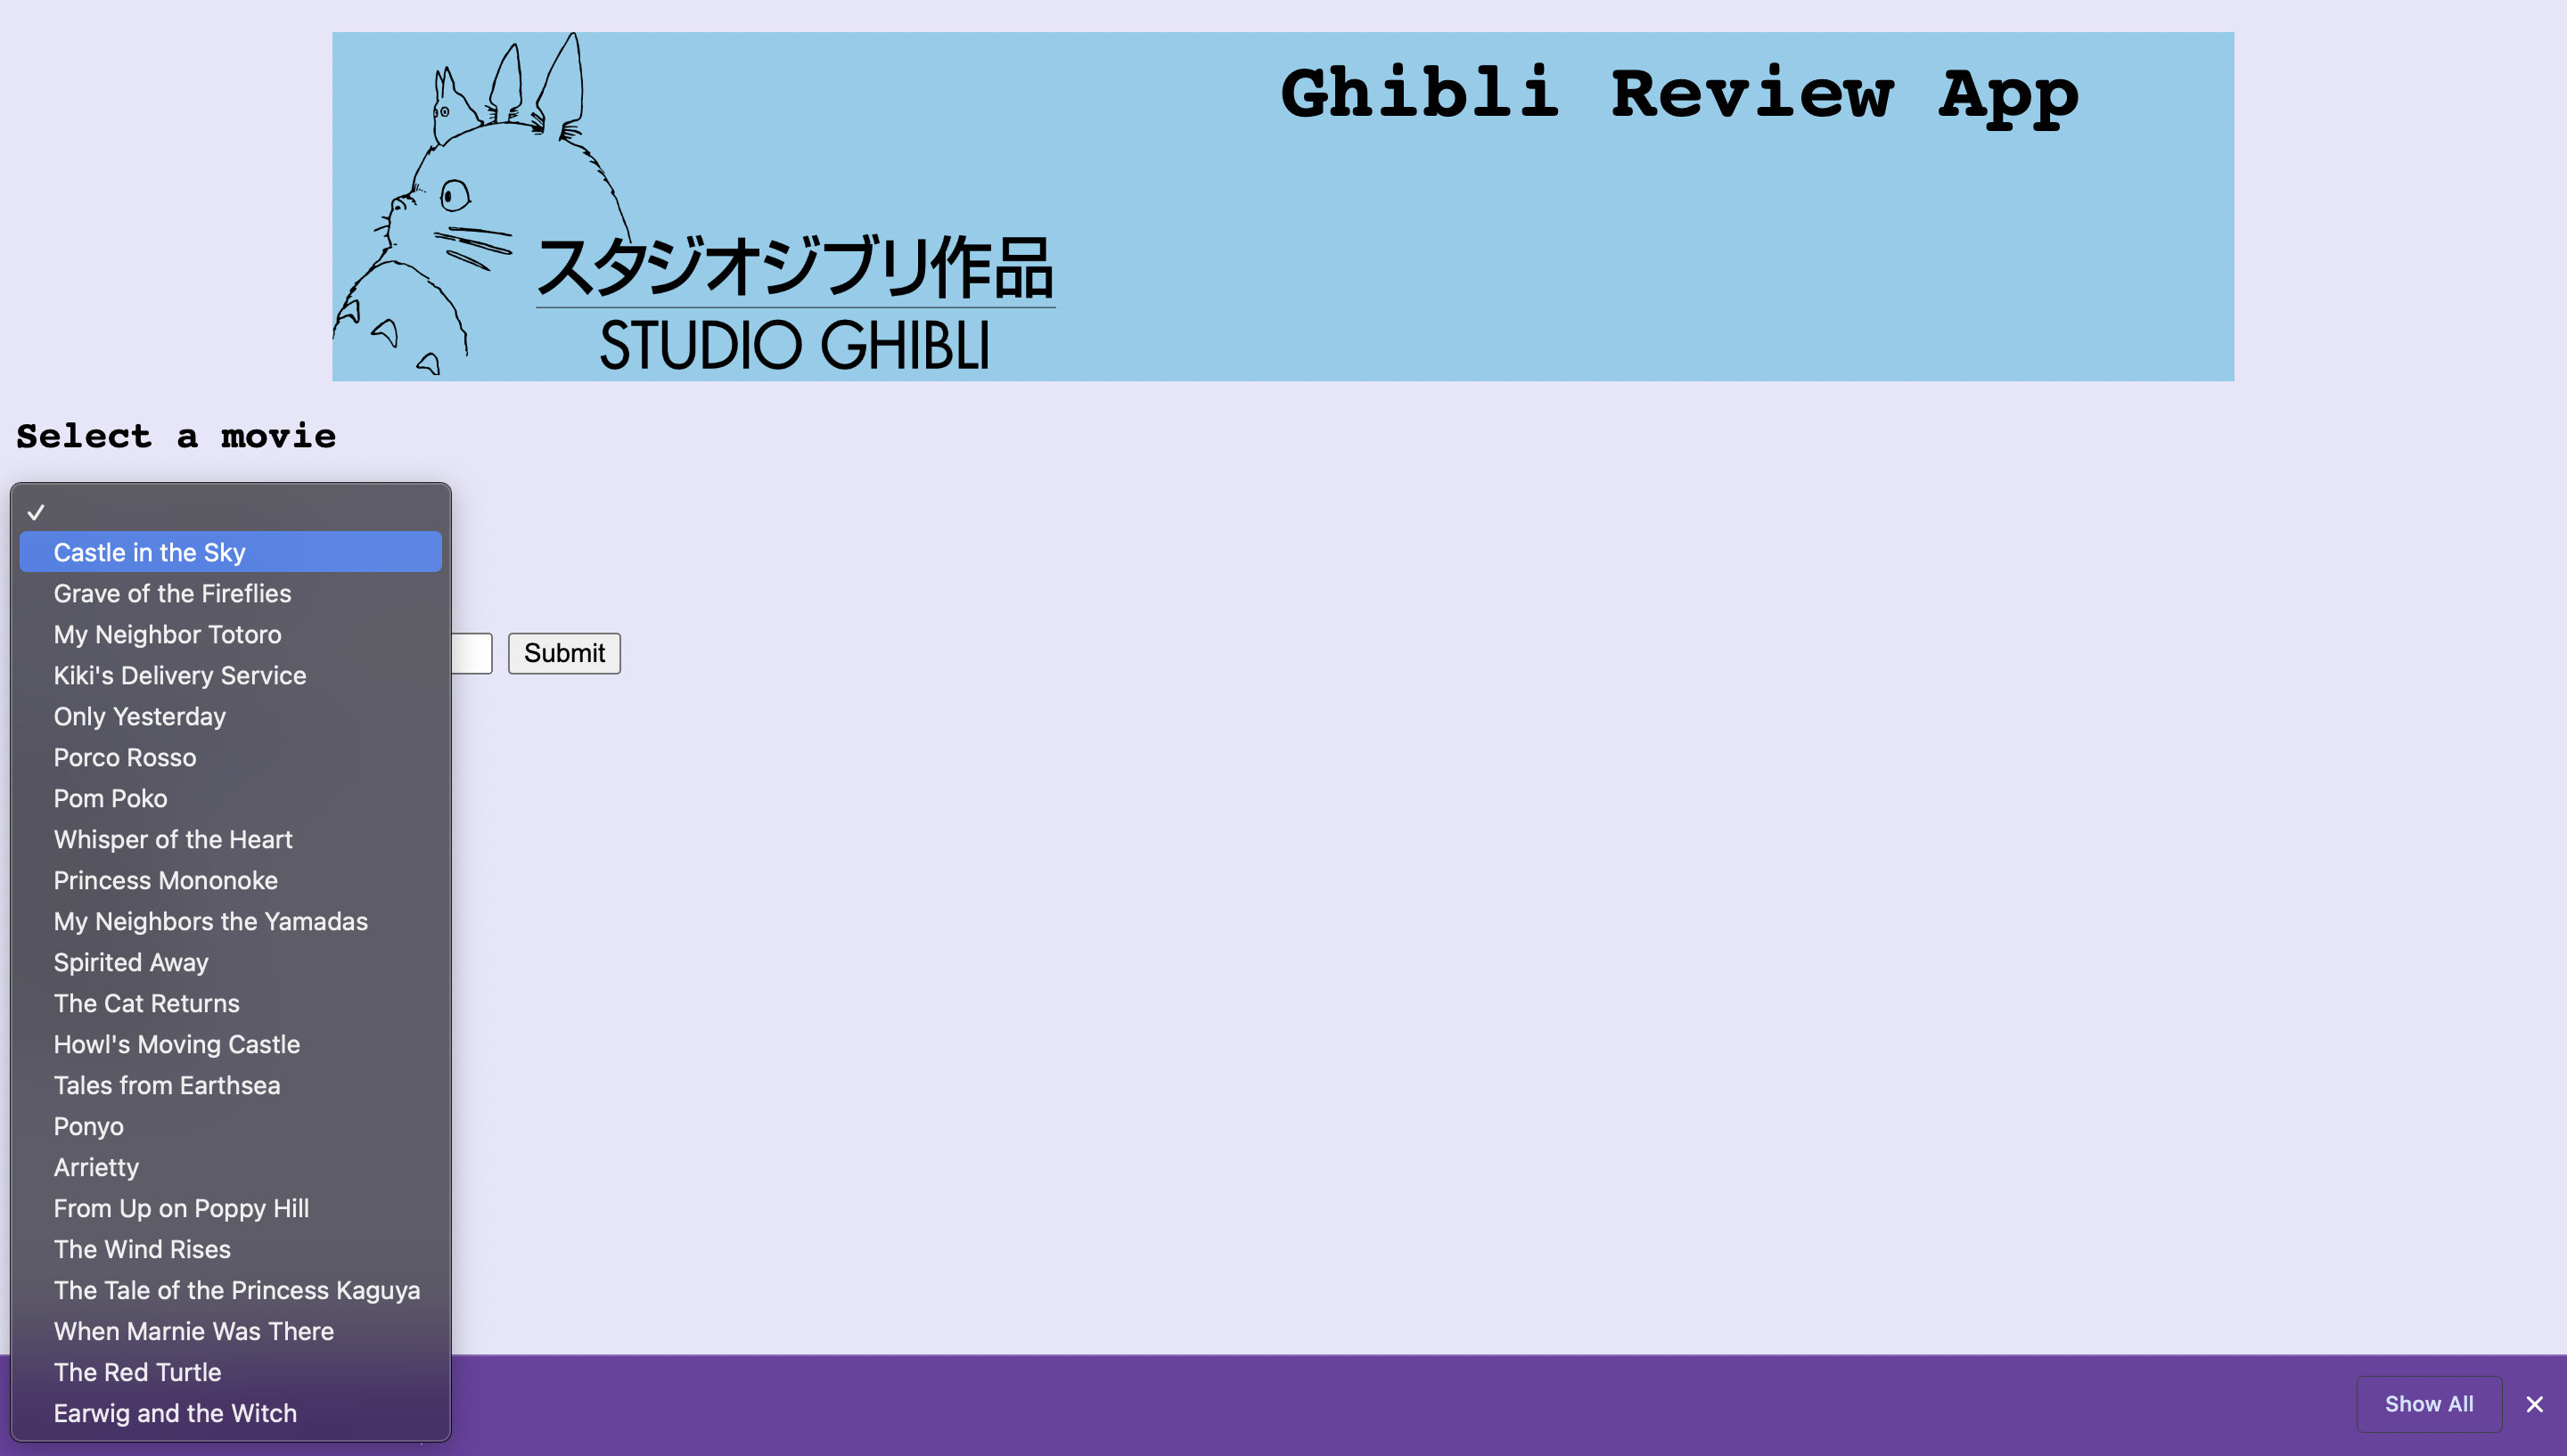 Ghibli Review App
スタジオジブリ作品
STUDIO GHIBLI
Select a movie
Castle in the Sky
Grave of the Fireflies
My Neighbor Totoro
Kiki's Delivery Service
Only Yesterday
Porco Rosso
Pom Poko
Whisper of the Heart
Princess Mononoke
My Neighbors the Yamadas
Spirited Away
The Cat Returns
Howl's Moving Castle
Tales from Earthsea
Ponyo
Arrietty
From Up on Poppy Hill
The Wind Rises
The Tale of the Princess Kaguya
When Marnie Was There
The Red Turtle
Earwig and the Witch
Submit
Show All